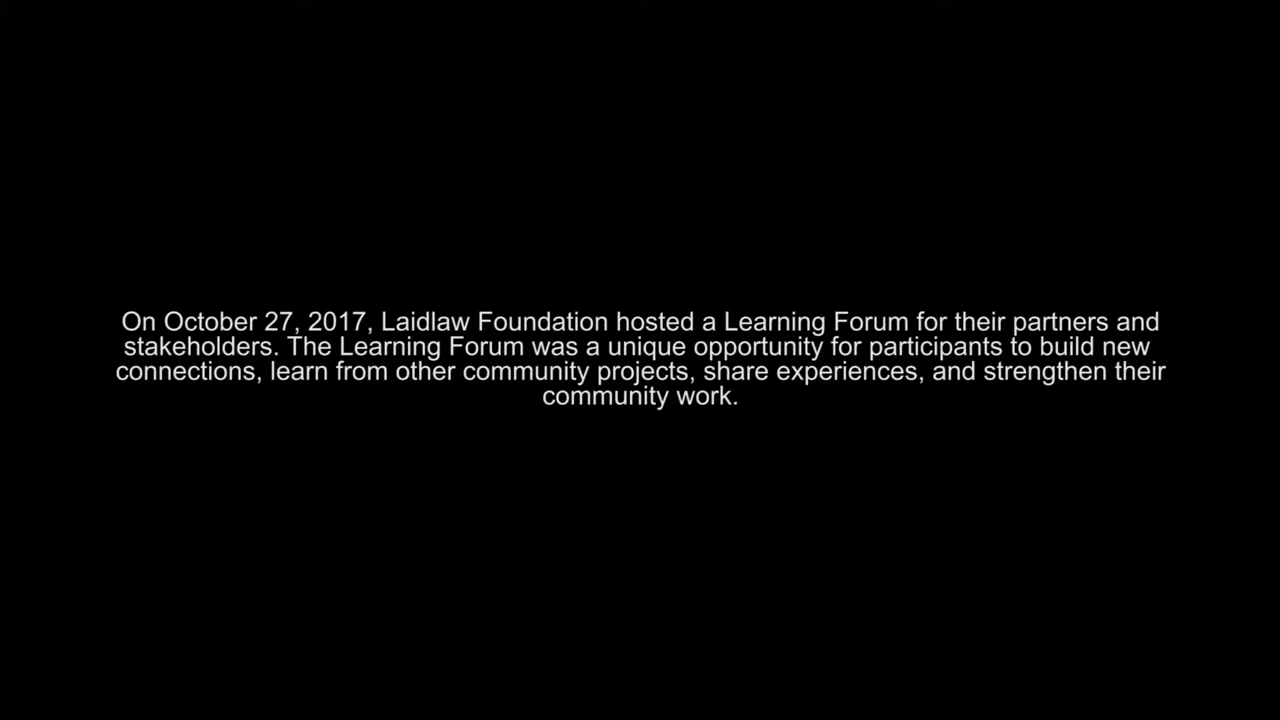 On October 27, 2017, Laidlaw Foundation hosted a Learning Forum for their partners and
stakeholders. The Learning Forum was a unique opportunity for participants to build new
connections, learn from other community projects, share experiences, and strengthen their
community work.